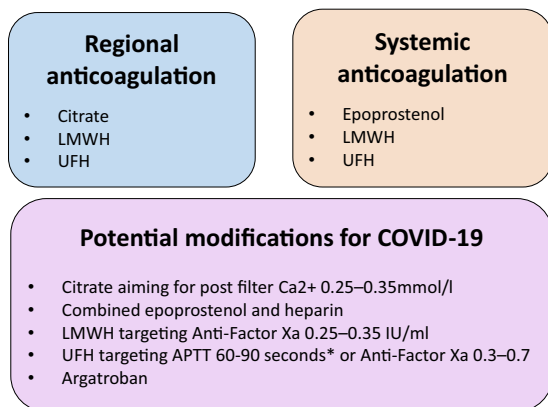 Regional
anticoagulation
• Citrate
• LMWH
• UFH
Systemic
anticoagulation
• Epoprostenol
• LMWH
• UFH
Potential modifications for COVID-19
• Citrate aiming for post filter Ca2+ 0.25–0.35mmol/l
• Combined epoprostenol and heparin
• LMWH targeting Anti-Factor Xa 0.25–0.35 IU/ml
• UFH targeting APTT 60-90 seconds* or Anti-Factor Xa 0.3–0.7
• Argatroban